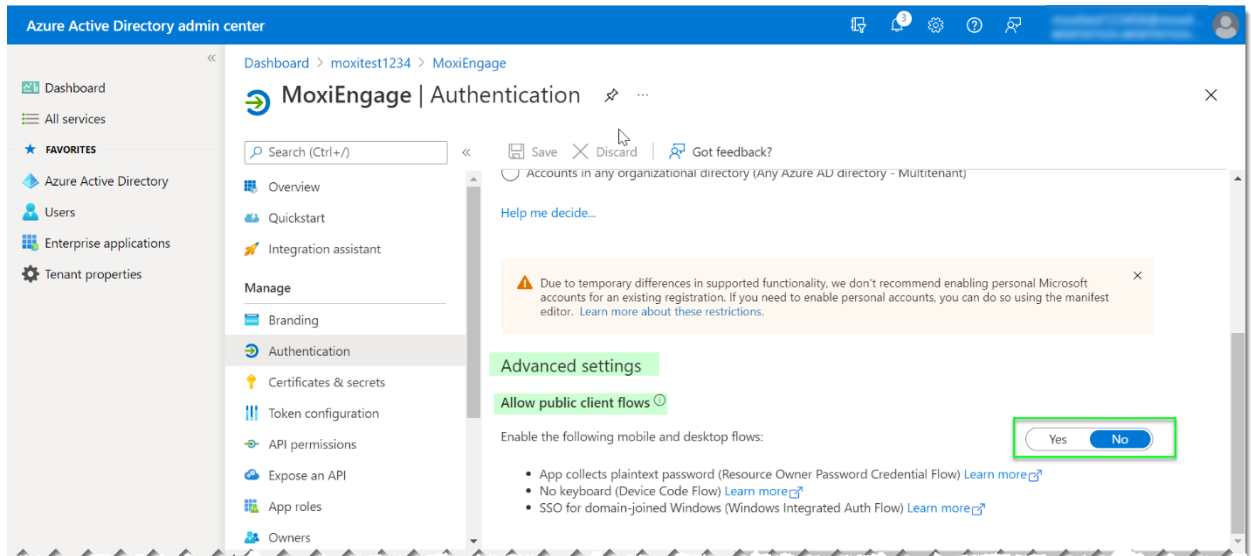 Azure Active Directory admin center
3
Dashboard > moxitest1234 > MoxiEngage
MoxiEngage | Authentication
Dashboard
All services
FAVORITES
Azure Active Directory
Users
Enterprise applications
Tenant properties
Search (Ctrl+/)
Overview
Quickstart
Integration assistant
Manage
Branding
Authentication
Certificates & secrets
Token configuration
API permissions
Expose an API
App roles
Owners
Save Discard Got feedback?
Accounts in any organizational directory (Any Azure AD directory - Multitenant)
Help me decide...
Due to temporary differences in supported functionality, we don't recommend enabling personal Microsoft
accounts for an existing registration. If you need to enable personal accounts, you can do so using the manifest
editor. Learn more about these restrictions.
Advanced settings
Allow public client flows
Enable the following mobile and desktop flows:
Yes No
• App collects plaintext password (Resource Owner Password Credential Flow) Learn more
• No keyboard (Device Code Flow) Learn more
• SSO for domain-joined Windows (Windows Integrated Auth Flow) Learn more